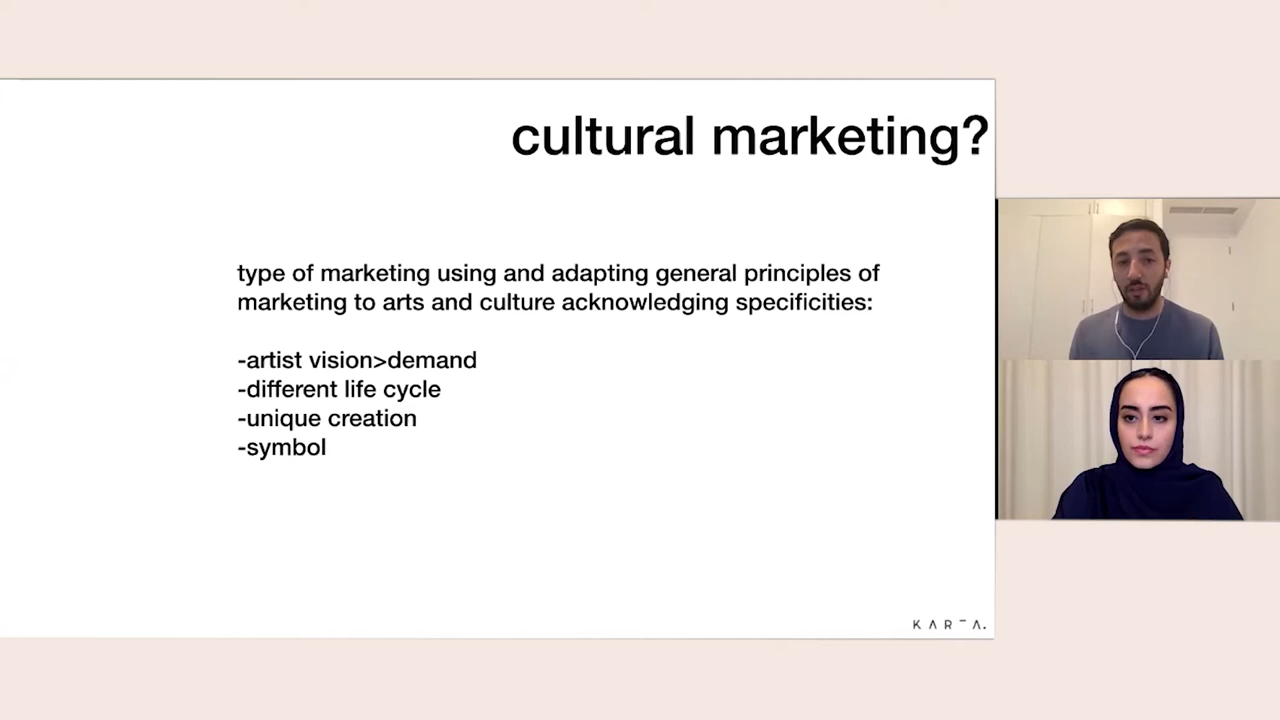 cultural marketing?
type of marketing using and adapting general principles of
marketing to arts and culture acknowledging specificities:
-artist vision>demand
-different life cycle
-unique creation
-symbol
KARTA.